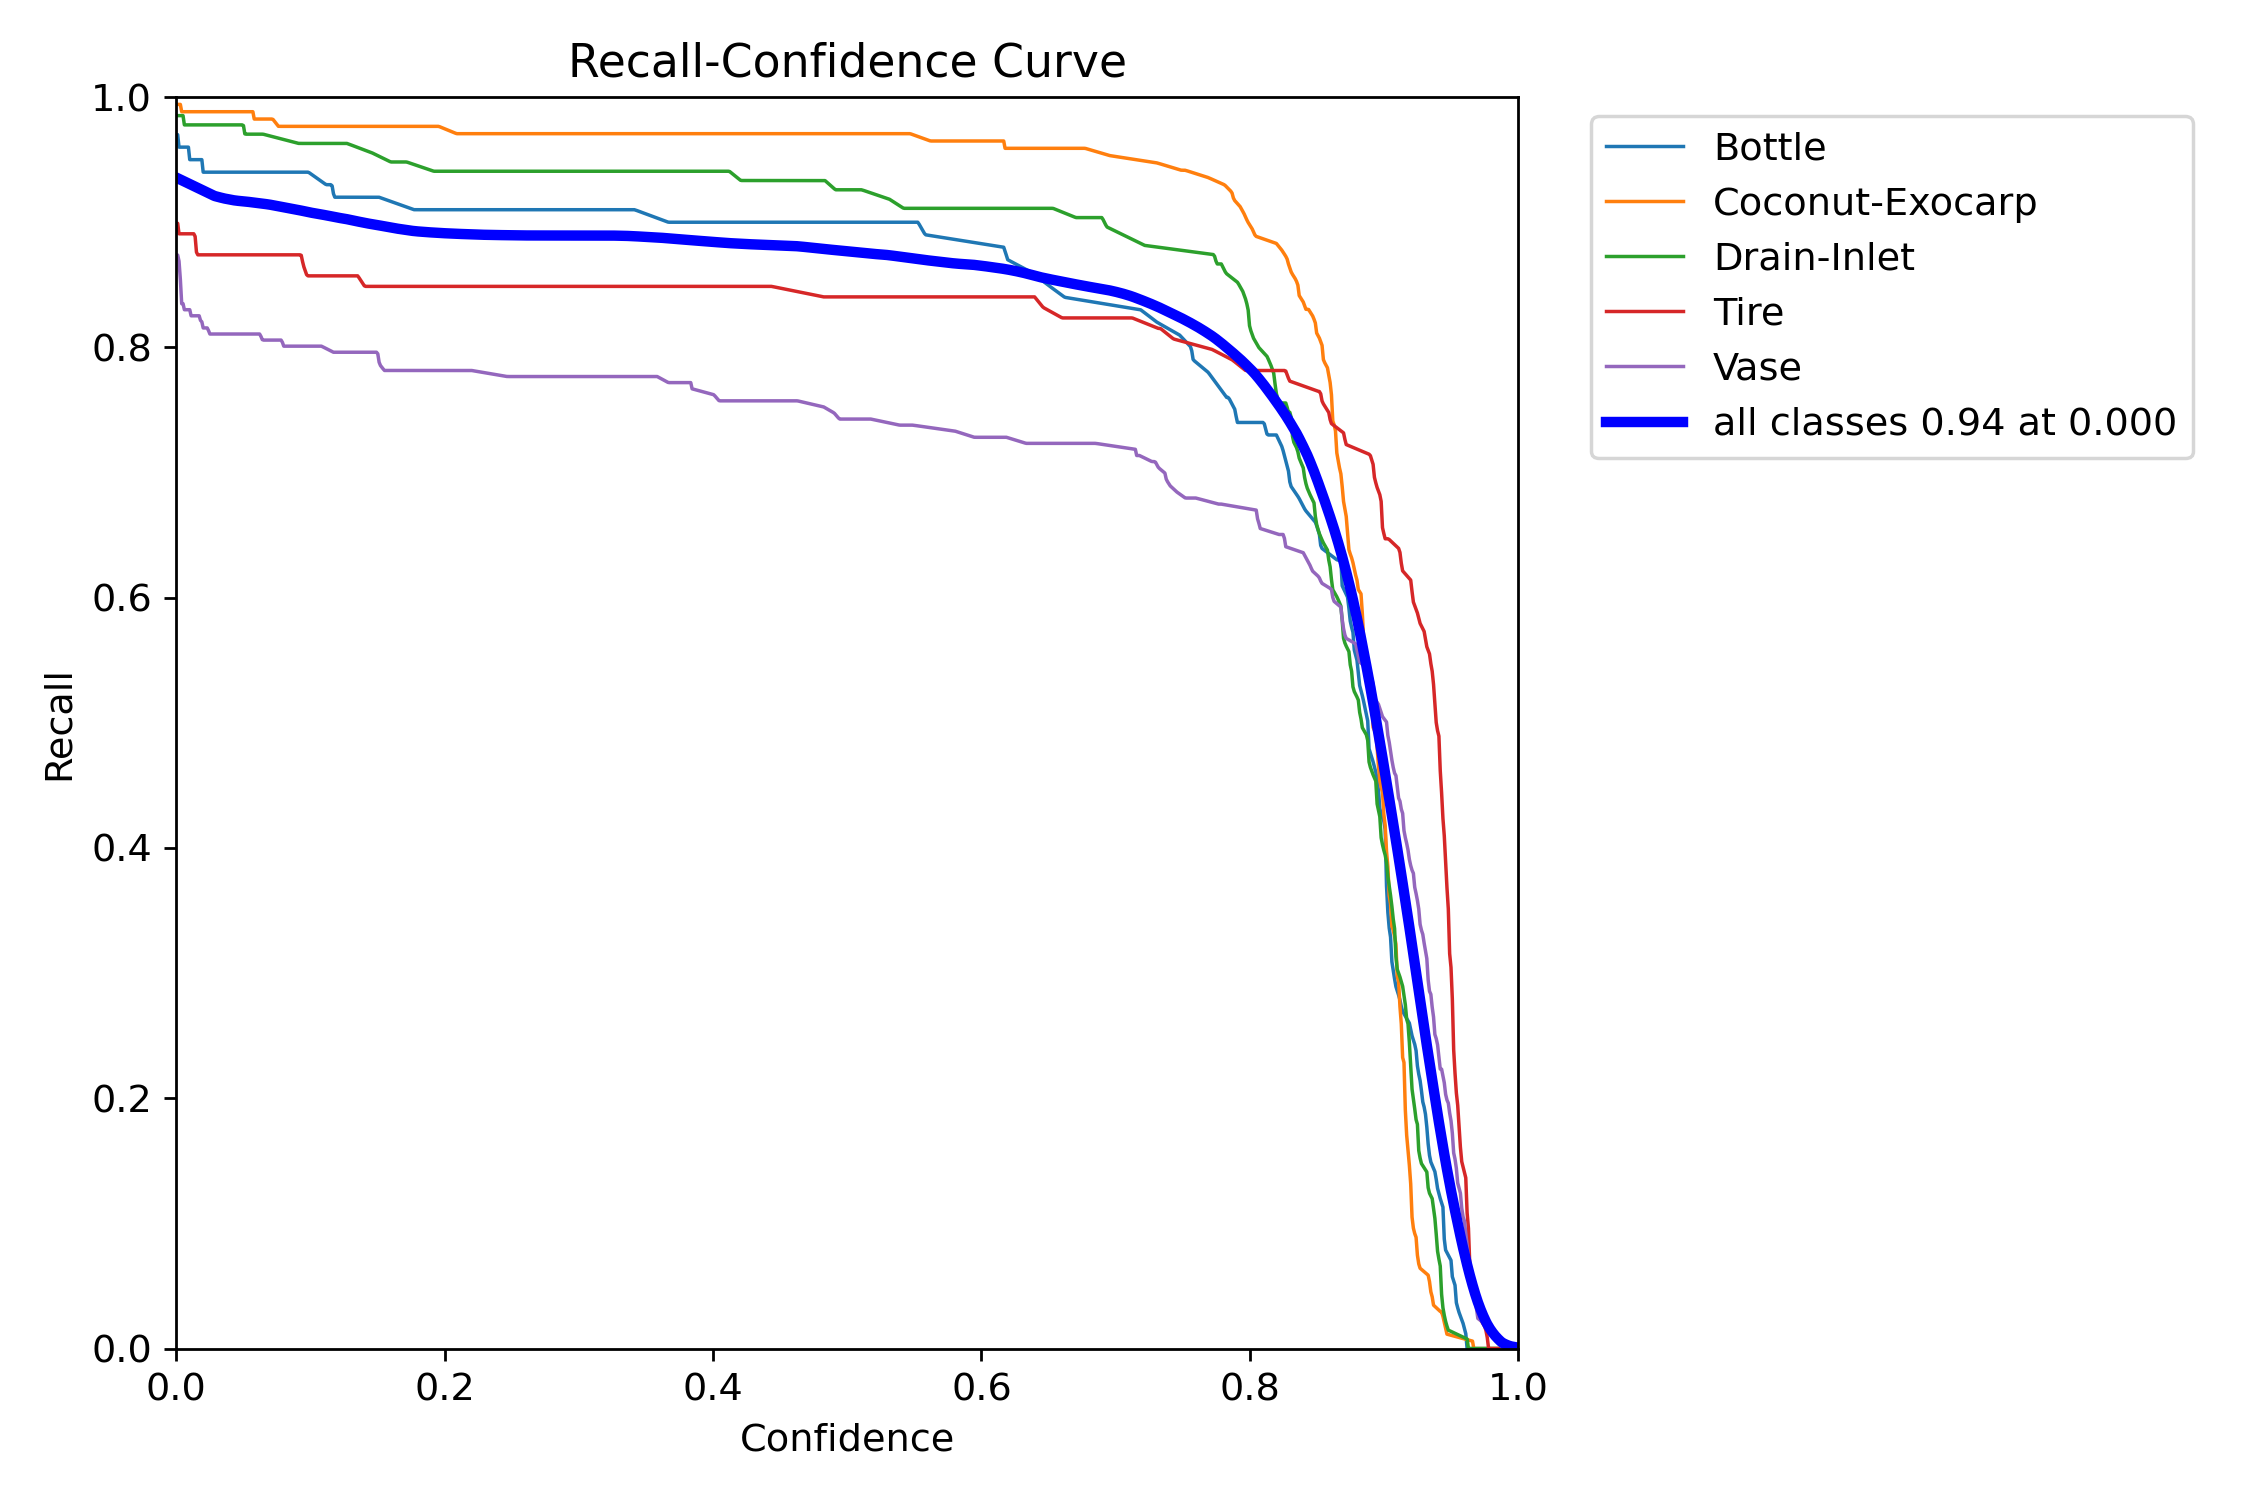 Recall-Confidence Curve
1.0
0.8
0.6
0.4
0.2
0.0
Recall
0.0 0.2 0.4 0.6 0.8 1.0
Confidence
Bottle
Coconut-Exocarp
Drain-Inlet
Tire
Vase
all classes 0.94 at 0.000